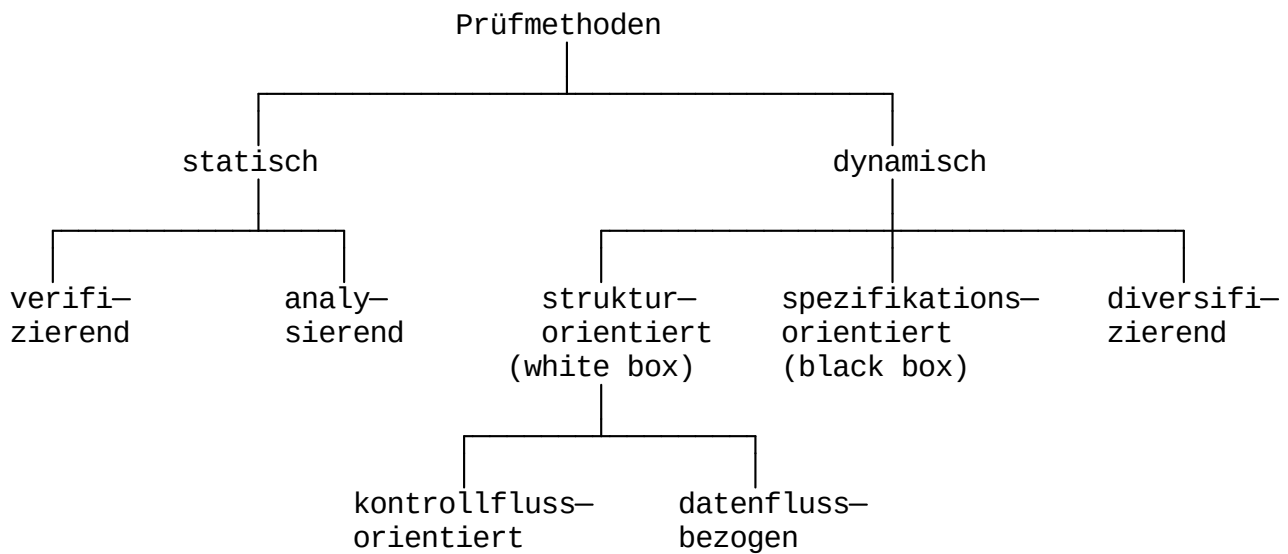 Prüfmethoden
statisch dynamisch
verifi– analy– struktur– spezifikations– diversifi–
zierend sierend orientiert orientiert zierend
(white box) (black box)
kontrollfluss– datenfluss–
orientiert bezogen